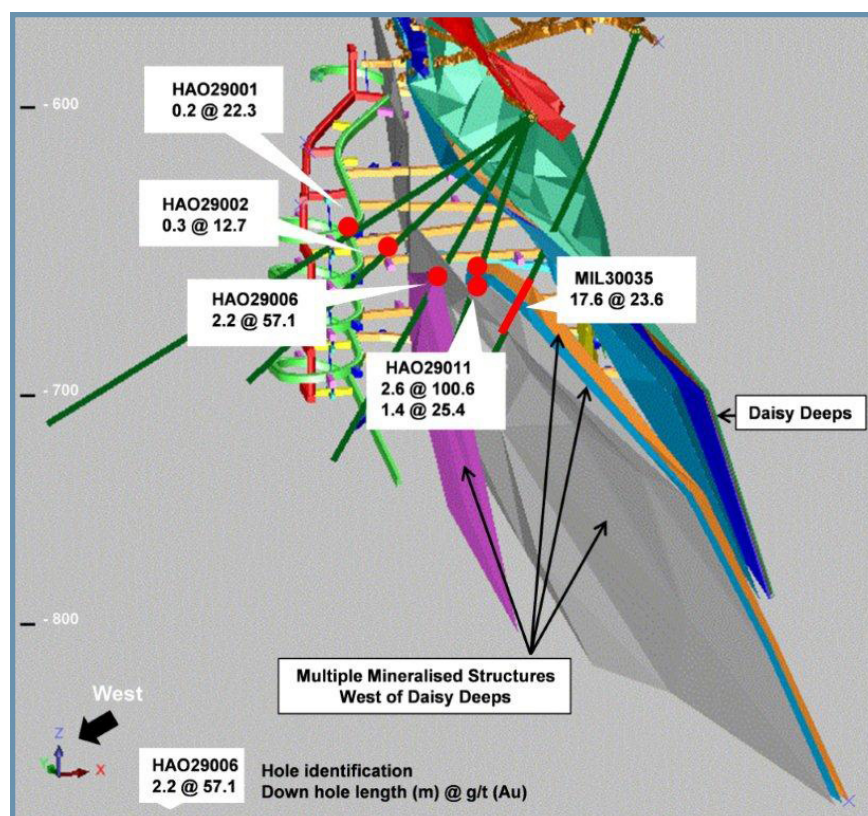 HAO29001
0.2 @ 22.3
- 600
HAO29002
0.3 @ 12.7
HAO29006
2.2 @ 57.1
MIL30035
17.6 @ 23.6
HAO29011
2.6 @ 100.6
1.4 @ 25.4
- 700
Daisy Deeps
- 800
Multiple Mineralised Structures
West of Daisy Deeps
West
Z
Y
X
HAO29006
2.2 @ 57.1
Hole identification
Down hole length (m) @ g/t (Au)